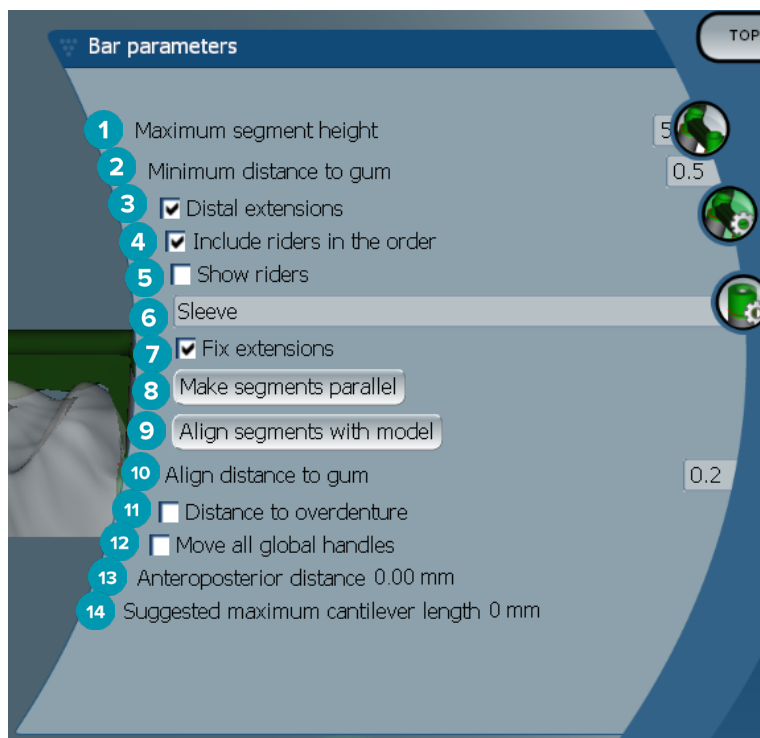 Bar parameters
TOP
1 Maximum segment height 5
2 Minimum distance to gum 0.5
3 Distal extensions
4 Include riders in the order
5 Show riders
6 Sleeve
7 Fix extensions
8 Make segments parallel
9 Align segments with model
10 Align distance to gum 0.2
11 Distance to overdenture
12 Move all global handles
13 Anteroposterior distance 0.00 mm
14 Suggested maximum cantilever length 0 mm